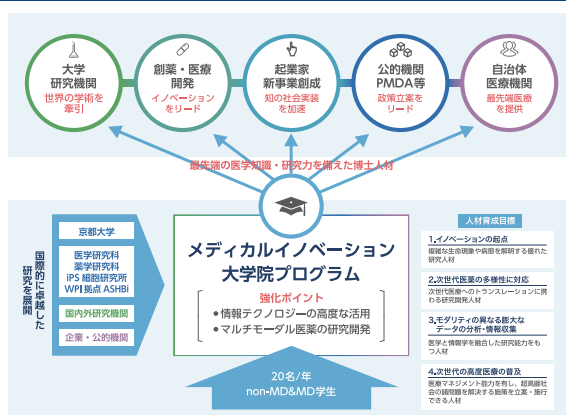 大学
研究機関
世界の学術を
牽引
創薬・医療
開発
イノベーション
をリード
起業家
新事業創成
知の社会実装
を加速
公的機関
PMDA等
政策立案を
リード
自治体
医療機関
最先端医療
を提供
最先端の医学知識・研究力を備えた博士人材
国際的に卓越した
研究を展開
京都大学
医学研究科
薬学研究科
iPS 細胞研究所
WPI 拠点 ASHBi
国内外研究機関
企業・公的機関
メディカルイノベーション
大学院プログラム
強化ポイント
•情報テクノロジーの高度な活用
•マルチモーダル医薬の研究開発
20名/年
non-MD&MD学生
人材育成目標
1.イノベーションの起点
複雑な生命現象や病態を解明する優れた
研究人材
2.次世代医薬の多様性に対応
次世代医療へのトランスレーションに携
わる研究開発人材
3.モダリティの異なる膨大な
データの分析・情報収集
医学と情報学を融合した研究能力をも
つ人材
4.次世代の高度医療の普及
医療マネジメント能力を有し、超高齢社
会の諸問題を解決する施策を立案・施行
できる人材